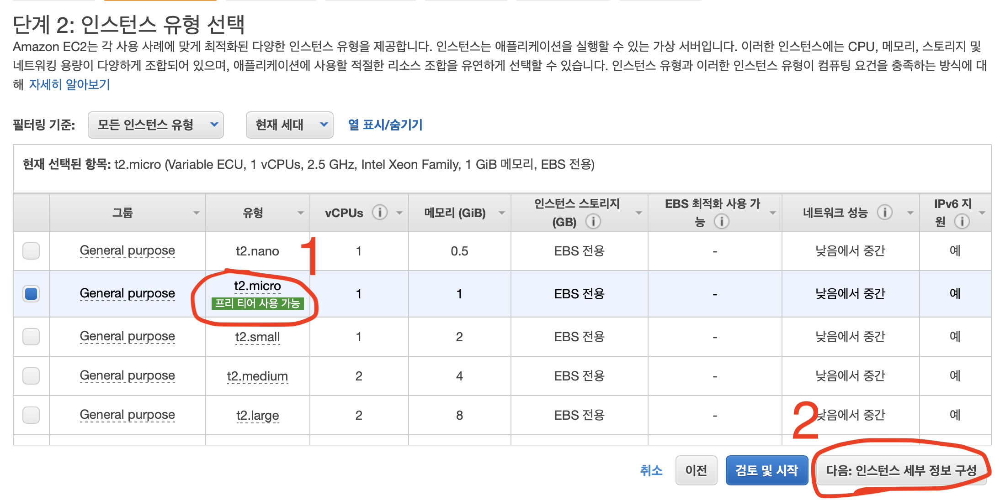 단계 2: 인스턴스 유형 선택
Amazon EC2는 각 사용 사례에 맞게 최적화된 다양한 인스턴스 유형을 제공합니다. 인스턴스는 애플리케이션을 실행할 수 있는 가상 서버입니다. 이러한 인스턴스에는 CPU, 메모리, 스토리지 및
네트워킹 용량이 다양하게 조합되어 있으며, 애플리케이션에 사용할 적절한 리소스 조합을 유연하게 선택할 수 있습니다. 인스턴스 유형과 이러한 인스턴스 유형이 컴퓨팅 요건을 충족하는 방식에 대
해 자세히 알아보기
필터링 기준: 모든 인스턴스 유형 현재 세대 열 표시/숨기기
현재 선택된 항목: t2.micro (Variable ECU, 1 vCPUs, 2.5 GHz, Intel Xeon Family, 1 GiB 메모리, EBS 전용)
그룹 유형 vCPUs i 메모리 (GiB) 인스턴스 스토리지 (GB) i EBS 최적화 사용 가능 i 네트워크 성능 i IPv6 지원 i
General purpose t2.nano 1 0.5 EBS 전용 - 낮음에서 중간 예
1
General purpose t2.micro 프리 티어 사용 가능 1 1 EBS 전용 - 낮음에서 중간 예
General purpose t2.small 1 2 EBS 전용 - 낮음에서 중간 예
General purpose t2.medium 2 4 EBS 전용 - 낮음에서 중간 예
General purpose t2.large 2 8 EBS 전용 - 낮음에서 중간 예
2
취소 이전 검토 및 시작 다음: 인스턴스 세부 정보 구성